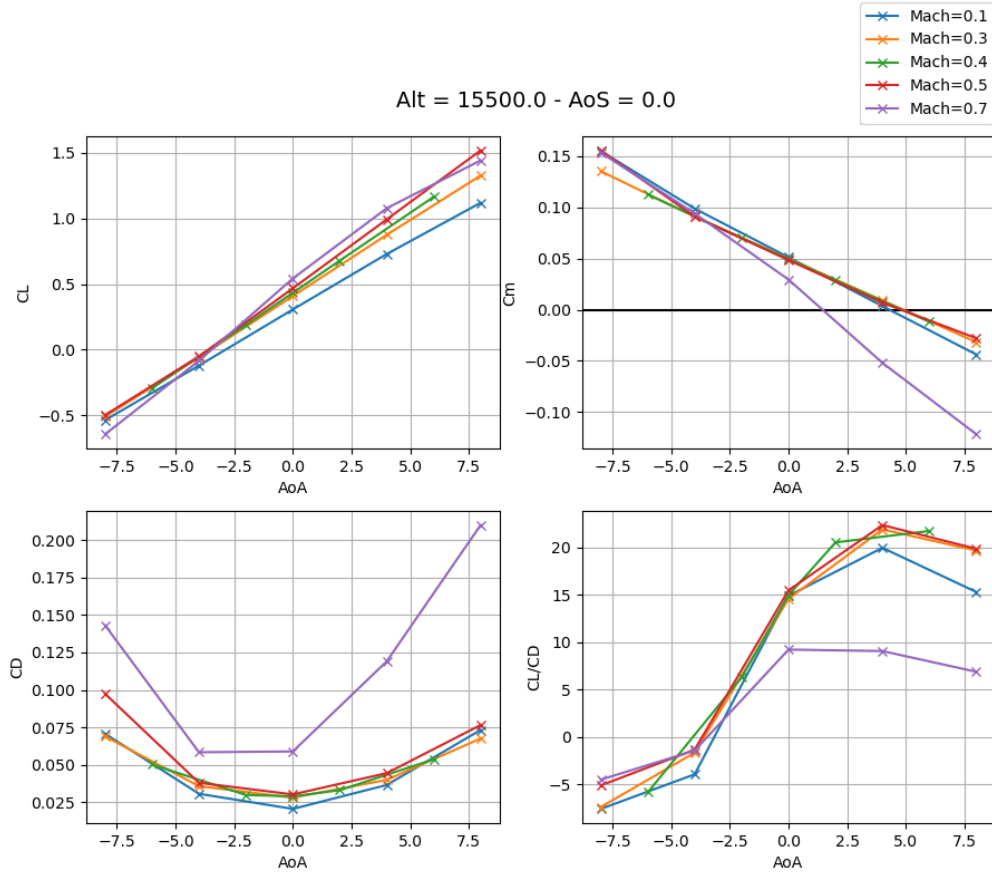 Mach=0.1
Mach=0.3
Mach=0.4
Mach=0.5
Mach=0.7
Alt = 15500.0 - AoS = 0.0
CL
1.5
1.0
0.5
0.0
−0.5
−7.5 −5.0 −2.5 0.0 2.5 5.0 7.5
AoA
Cm
0.15
0.10
0.05
0.00
−0.05
−0.10
−7.5 −5.0 −2.5 0.0 2.5 5.0 7.5
AoA
CD
0.200
0.175
0.150
0.125
0.100
0.075
0.050
0.025
−7.5 −5.0 −2.5 0.0 2.5 5.0 7.5
AoA
CL/CD
20
15
10
5
0
−5
−7.5 −5.0 −2.5 0.0 2.5 5.0 7.5
AoA